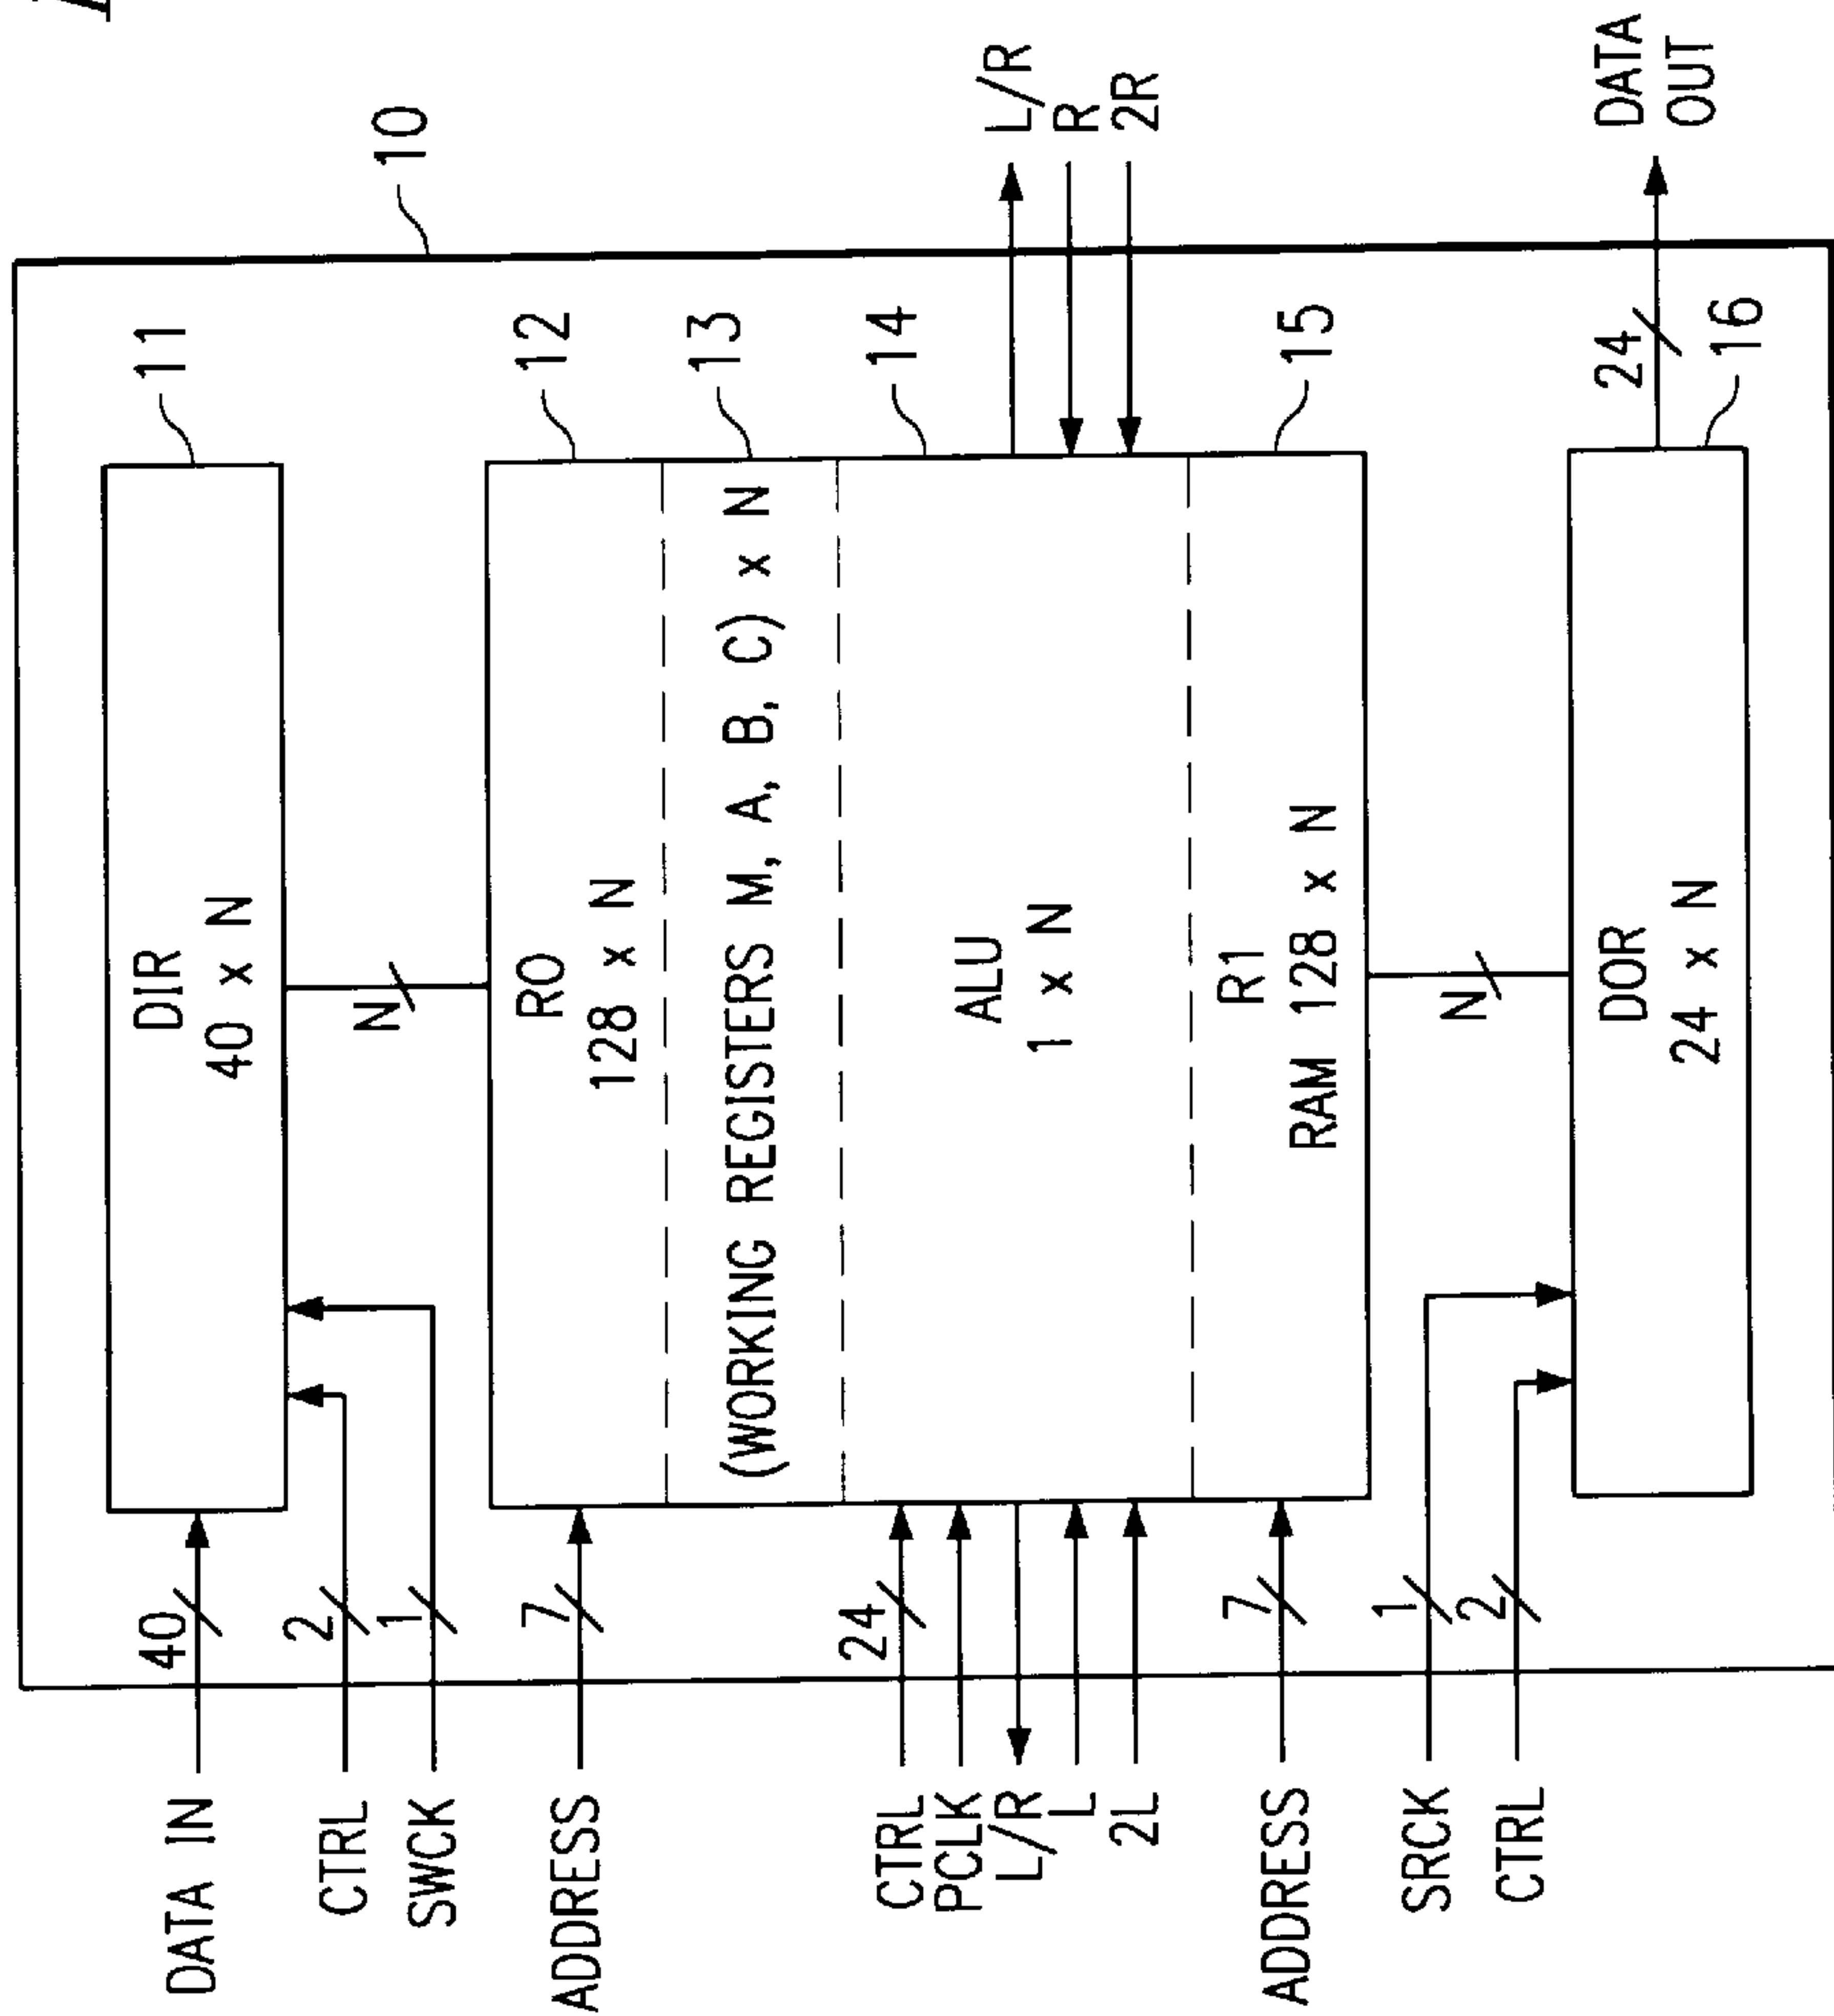 10
DATA IN
40
DIR
40 x N
11
CTRL
2
SWCK
1
N
ADDRESS
7
RO
128 x N
12
(WORKING REGISTERS M, A, B, C) x N
13
CTRL
24
PCLK
L/R
L
2L
ALU
1 x N
14
L/R
R
2R
ADDRESS
7
R1
RAM 128 x N
15
N
SRCK
1
CTRL
2
DOR
24 x N
16
24
DATA
OUT